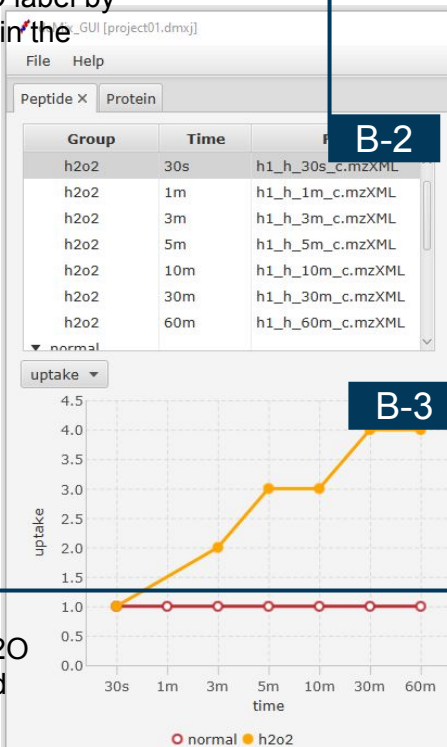 label by
in the
_GUI [project01.dmxj]
File Help
Peptide × Protein
Group Time
B-2
h2o2 30s h1_h_30s_c.mzXML
h2o2 1m h1_h_1m_c.mzXML
h2o2 3m h1_h_3m_c.mzXML
h2o2 5m h1_h_5m_c.mzXML
h2o2 10m h1_h_10m_c.mzXML
h2o2 30m h1_h_30m_c.mzXML
h2o2 60m h1_h_60m_c.mzXML
▼ normal
uptake ▼
B-3
4.5
4.0
3.5
3.0
2.5
2.0
1.5
1.0
0.5
0.0
uptake
2O
30s 1m 3m 5m 10m 30m 60m
time
normal h2o2